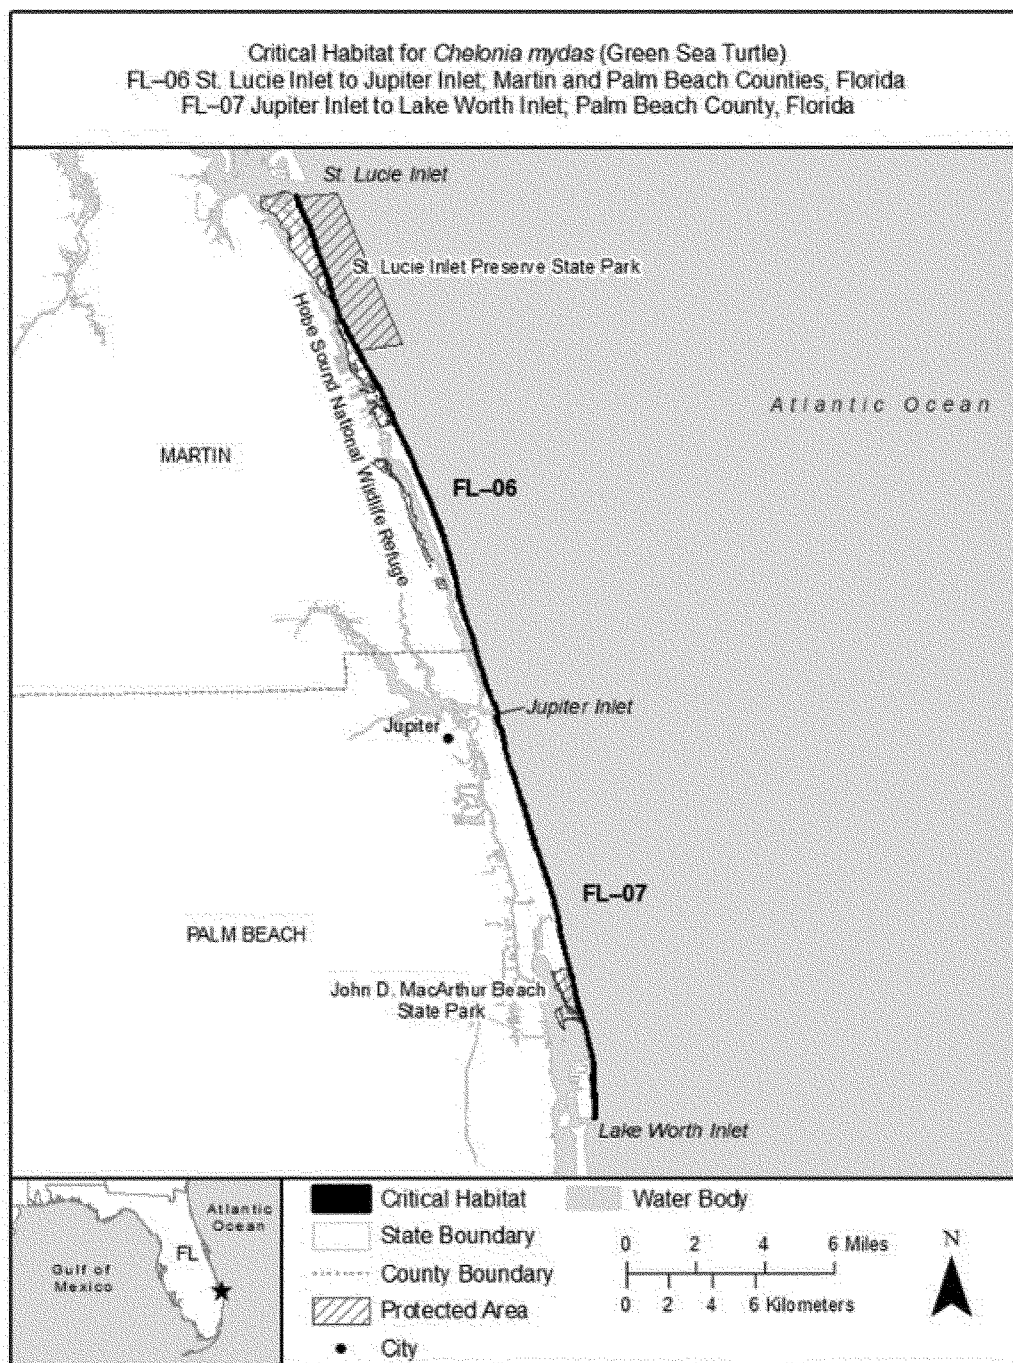 Critical Habitat for Chelonia mydas (Green Sea Turtle)
FL–06 St. Lucie Inlet to Jupiter Inlet; Martin and Palm Beach Counties, Florida
FL–07 Jupiter Inlet to Lake Worth Inlet; Palm Beach County, Florida
St. Lucie Inlet
St. Lucie Inlet Preserve State Park
Hobe Sound National Wildlife Refuge
Atlantic Ocean
MARTIN
FL–06
Jupiter Inlet
Jupiter
FL–07
PALM BEACH
John D. MacArthur Beach
State Park
Lake Worth Inlet
Atlantic
Ocean
FL
Gulf of
Mexico
Critical Habitat
Water Body
State Boundary
County Boundary
Protected Area
City
0 2 4 6 Miles
0 2 4 6 Kilometers
N